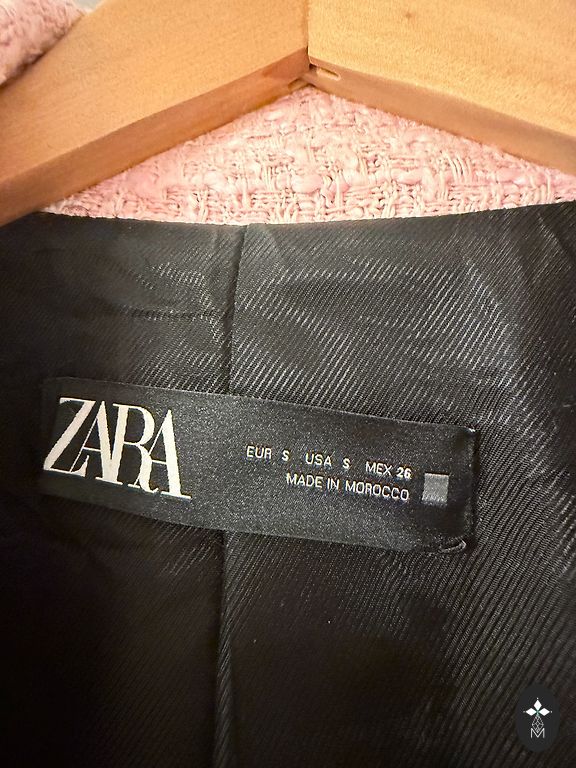 ZARA
EUR S USA S MEX 26
MADE IN MOROCCO
M